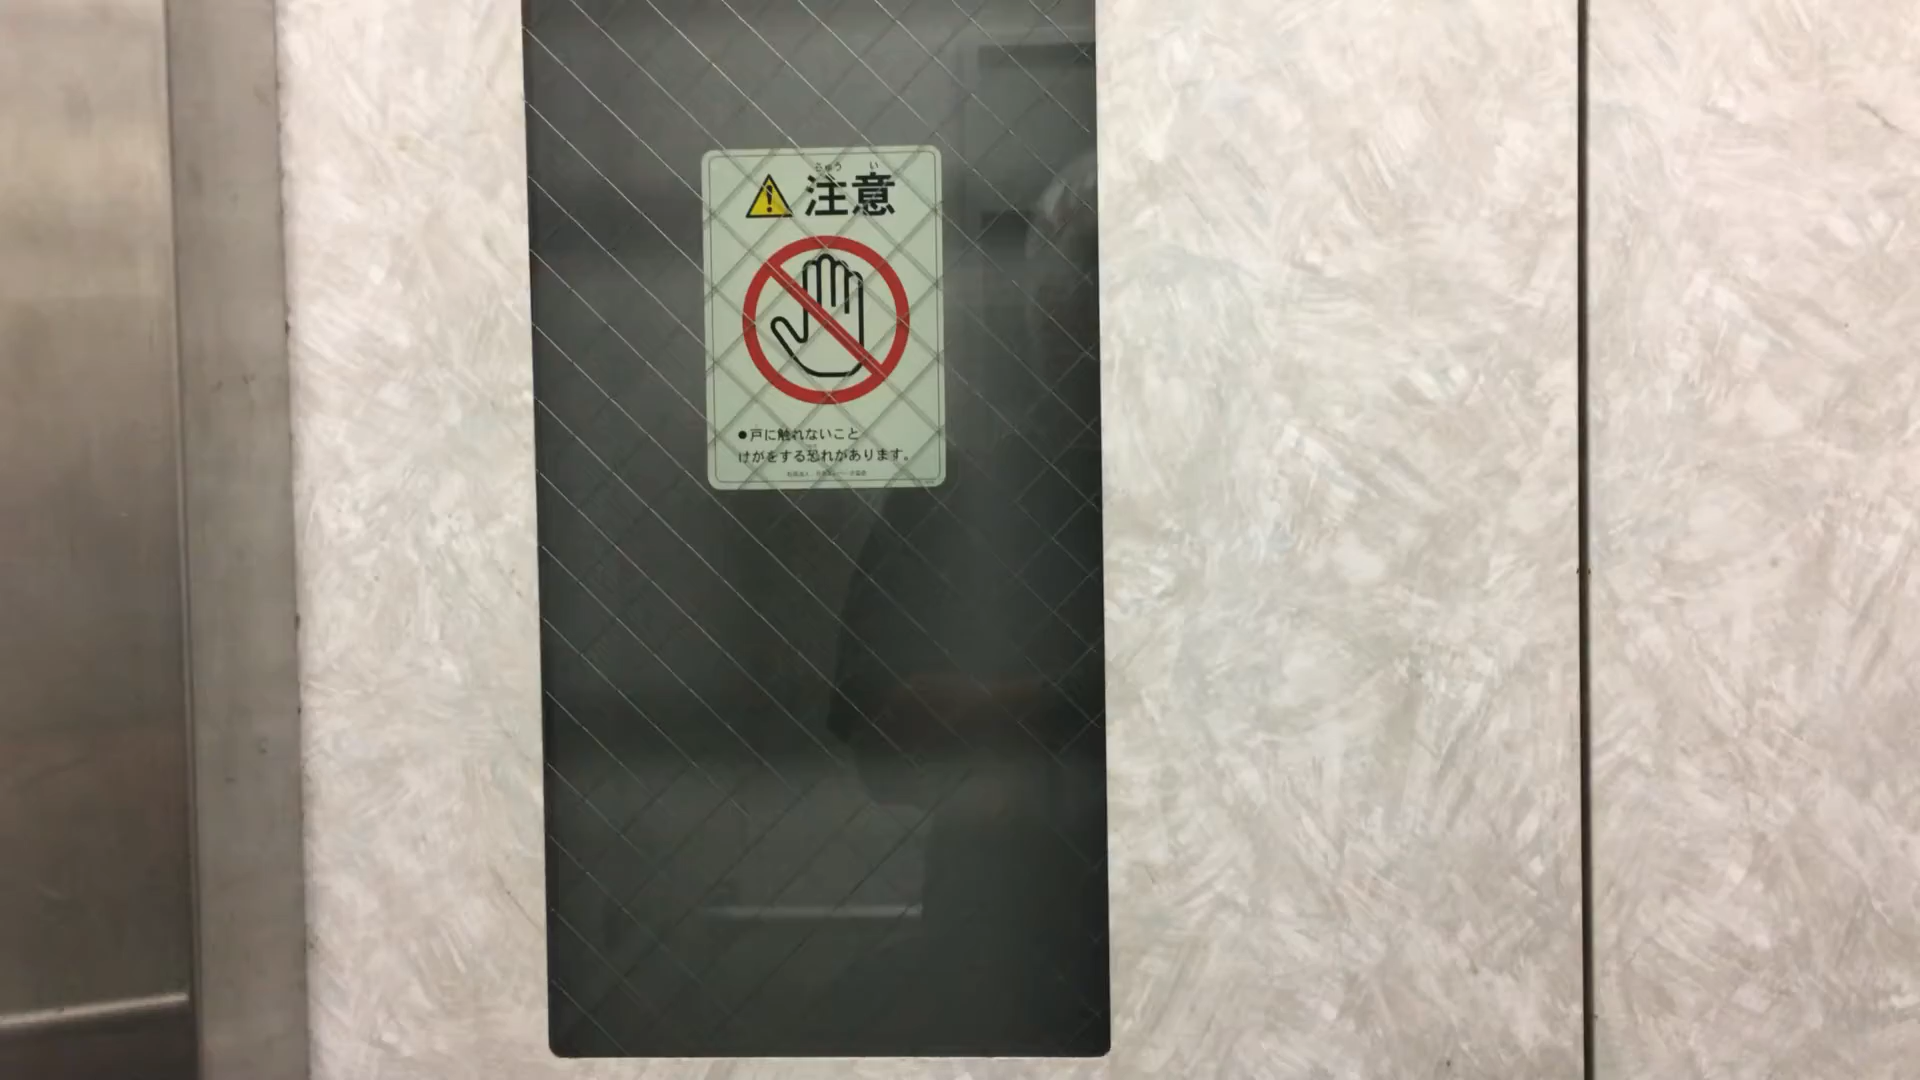 ちゅうい
注意
●戸に触れないこと
けがをする恐れがあります。